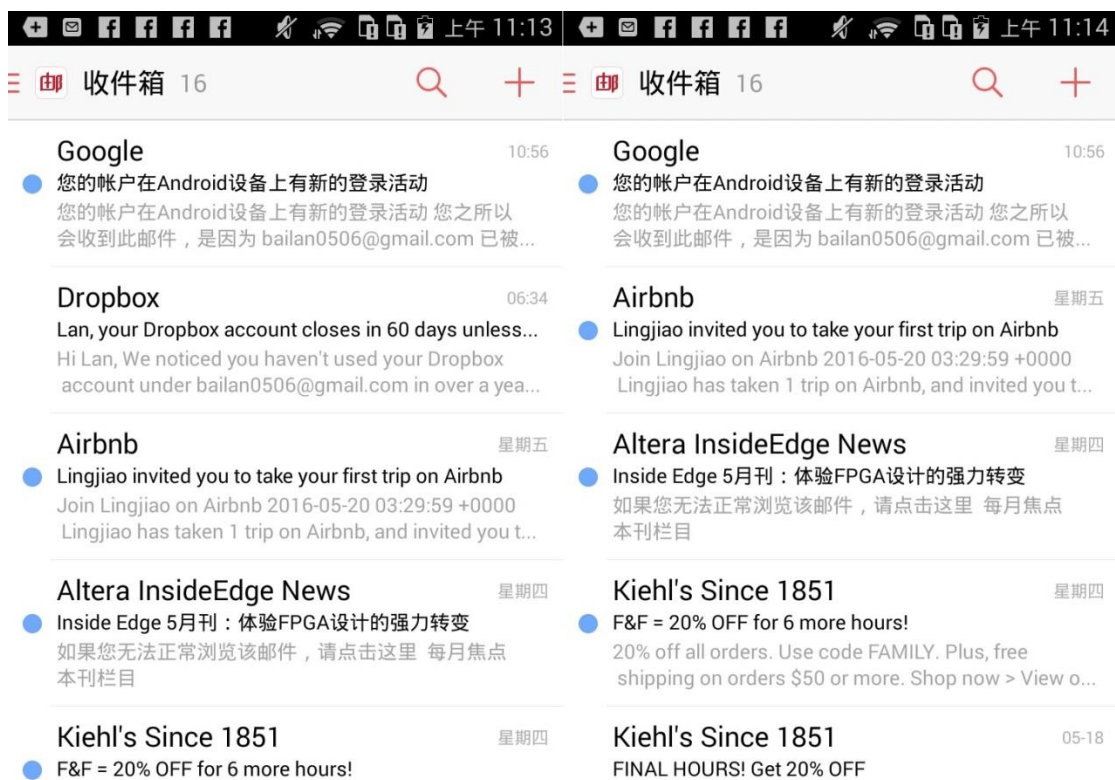 上午 11:13
邮 收件箱 16
Google 10:56
您的帐户在Android设备上有新的登录活动
您的帐户在Android设备上有新的登录活动 您之所以
会收到此邮件，是因为 bailan0506@gmail.com 已被...
Dropbox 06:34
Lan, your Dropbox account closes in 60 days unless...
Hi Lan, We noticed you haven't used your Dropbox
account under bailan0506@gmail.com in over a yea...
Airbnb 星期五
Lingjiao invited you to take your first trip on Airbnb
Join Lingjiao on Airbnb 2016-05-20 03:29:59 +0000
Lingjiao has taken 1 trip on Airbnb, and invited you t...
Altera InsideEdge News 星期四
Inside Edge 5月刊：体验FPGA设计的强力转变
如果您无法正常浏览该邮件，请点击这里 每月焦点
本刊栏目
Kiehl's Since 1851 星期四
F&F = 20% OFF for 6 more hours!
上午 11:14
邮 收件箱 16
Google 10:56
您的帐户在Android设备上有新的登录活动
您的帐户在Android设备上有新的登录活动 您之所以
会收到此邮件，是因为 bailan0506@gmail.com 已被...
Airbnb 星期五
Lingjiao invited you to take your first trip on Airbnb
Join Lingjiao on Airbnb 2016-05-20 03:29:59 +0000
Lingjiao has taken 1 trip on Airbnb, and invited you t...
Altera InsideEdge News 星期四
Inside Edge 5月刊：体验FPGA设计的强力转变
如果您无法正常浏览该邮件，请点击这里 每月焦点
本刊栏目
Kiehl's Since 1851 星期四
F&F = 20% OFF for 6 more hours!
20% off all orders. Use code FAMILY. Plus, free
shipping on orders $50 or more. Shop now > View o...
Kiehl's Since 1851 05-18
FINAL HOURS! Get 20% OFF